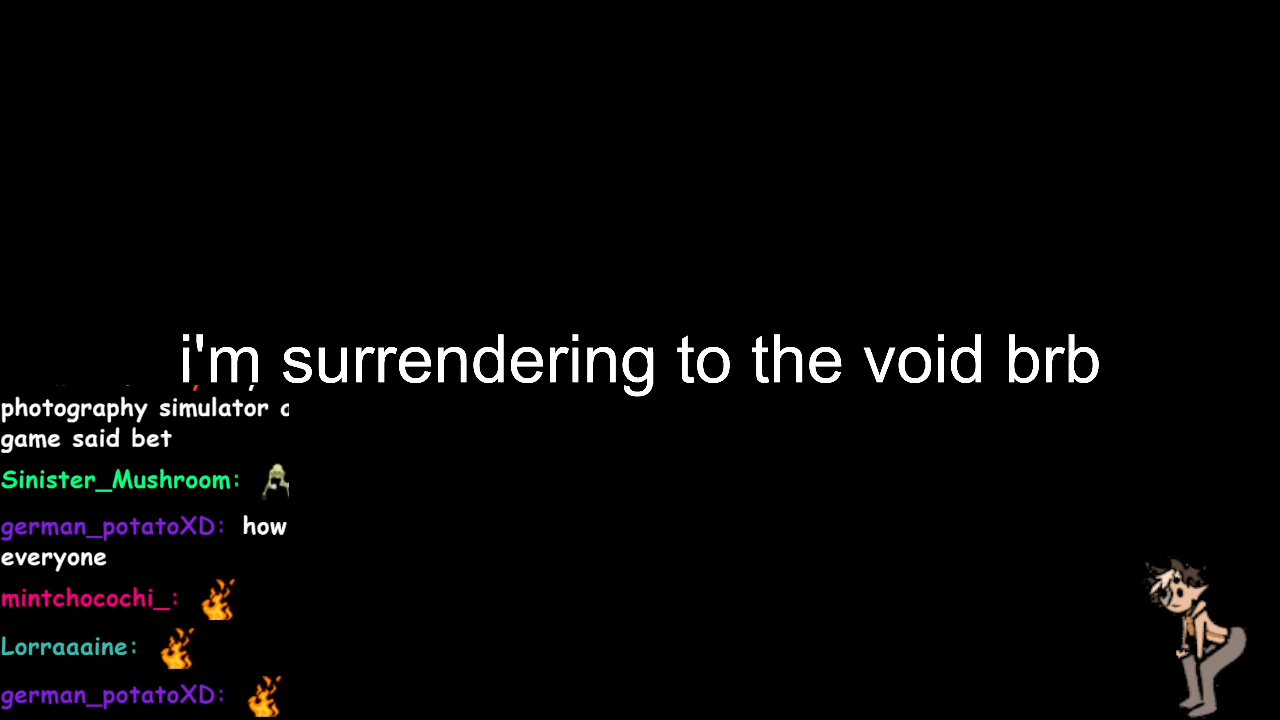 i'm surrendering to the void brb
photography simulator
game said bet
Sinister_Mushroom:
german_potatoXD: how
everyone
mintchocochi_:
Lorraaaine:
german_potatoXD: